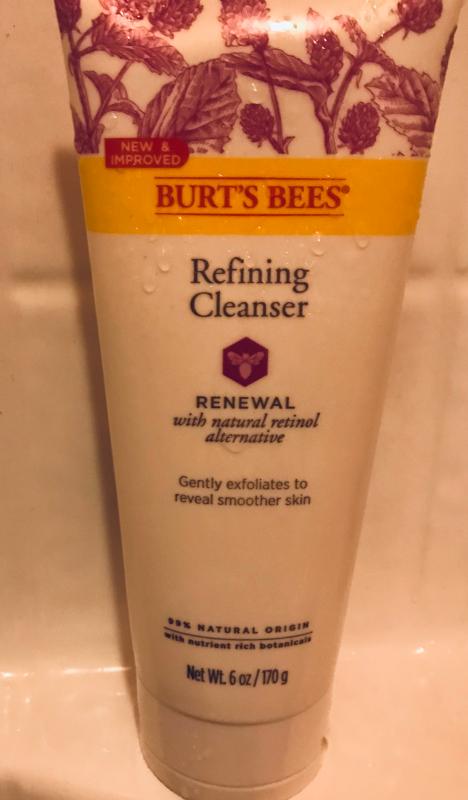 NEW &
IMPROVED
BURT'S BEES®
Refining
Cleanser
RENEWAL
with natural retinol
alternative
Gently exfoliates to
reveal smoother skin
99% NATURAL ORIGIN
with nutrient rich botanicals
Net Wt. 6 oz / 170 g